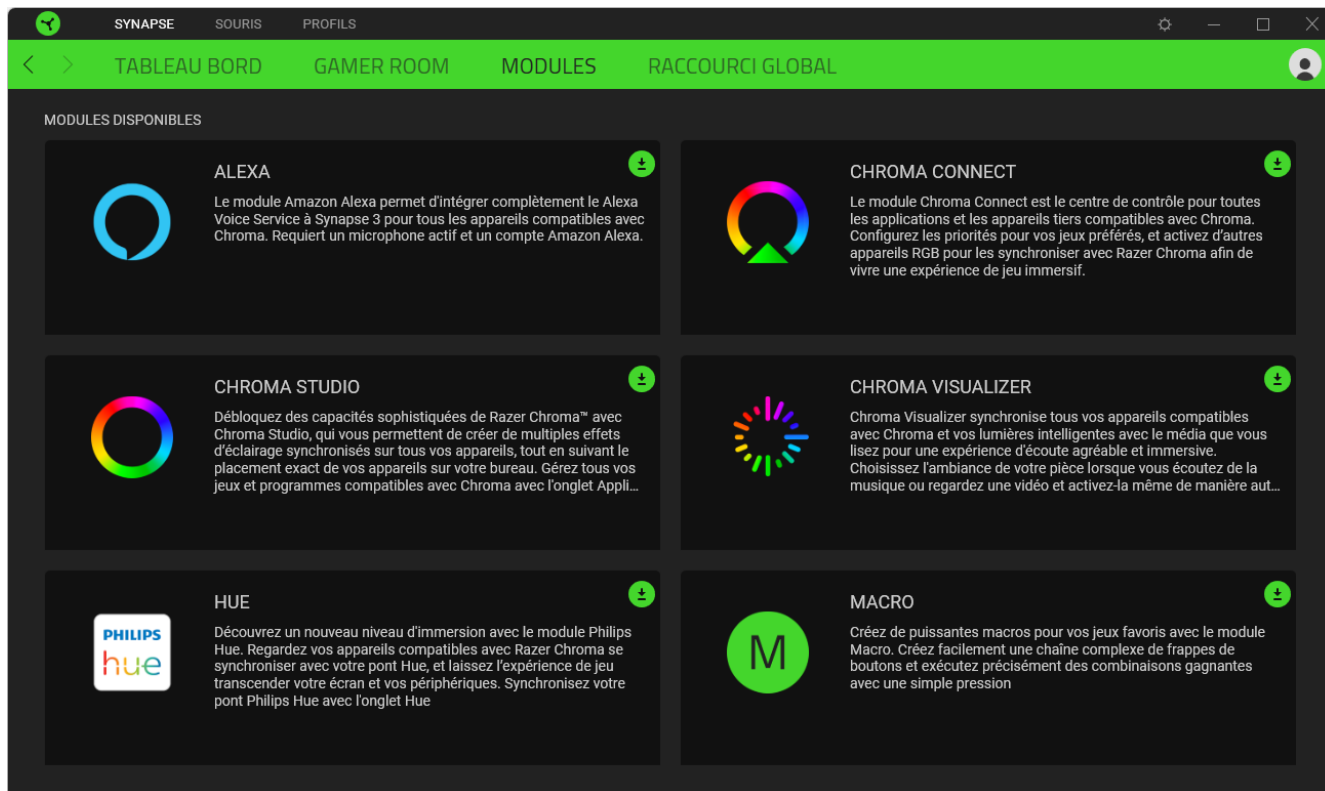 SYNAPSE SOURIS PROFILS
TABLEAU BORD GAMER ROOM MODULES RACCOURCI GLOBAL
MODULES DISPONIBLES
ALEXA
Le module Amazon Alexa permet d'intégrer complètement le Alexa
Voice Service à Synapse 3 pour tous les appareils compatibles avec
Chroma. Requiert un microphone actif et un compte Amazon Alexa.
CHROMA CONNECT
Le module Chroma Connect est le centre de contrôle pour toutes
les applications et les appareils tiers compatibles avec Chroma.
Configurez les priorités pour vos jeux préférés, et activez d’autres
appareils RGB pour les synchroniser avec Razer Chroma afin de
vivre une expérience de jeu immersif.
CHROMA STUDIO
Débloquez des capacités sophistiquées de Razer Chroma™ avec
Chroma Studio, qui vous permettent de créer de multiples effets
d’éclairage synchronisés sur tous vos appareils, tout en suivant le
placement exact de vos appareils sur votre bureau. Gérez tous vos
jeux et programmes compatibles avec Chroma avec l'onglet Appli...
CHROMA VISUALIZER
Chroma Visualizer synchronise tous vos appareils compatibles
avec Chroma et vos lumières intelligentes avec le média que vous
lisez pour une expérience d'écoute agréable et immersive.
Choisissez l'ambiance de votre pièce lorsque vous écoutez de la
musique ou regardez une vidéo et activez-la même de manière aut...
PHILIPS
hue
HUE
Découvrez un nouveau niveau d'immersion avec le module Philips
Hue. Regardez vos appareils compatibles avec Razer Chroma se
synchroniser avec votre pont Hue, et laissez l’expérience de jeu
transcender votre écran et vos périphériques. Synchronisez votre
pont Philips Hue avec l'onglet Hue
M
MACRO
Créez de puissantes macros pour vos jeux favoris avec le module
Macro. Créez facilement une chaîne complexe de frappes de
boutons et exécutez précisément des combinaisons gagnantes
avec une simple pression